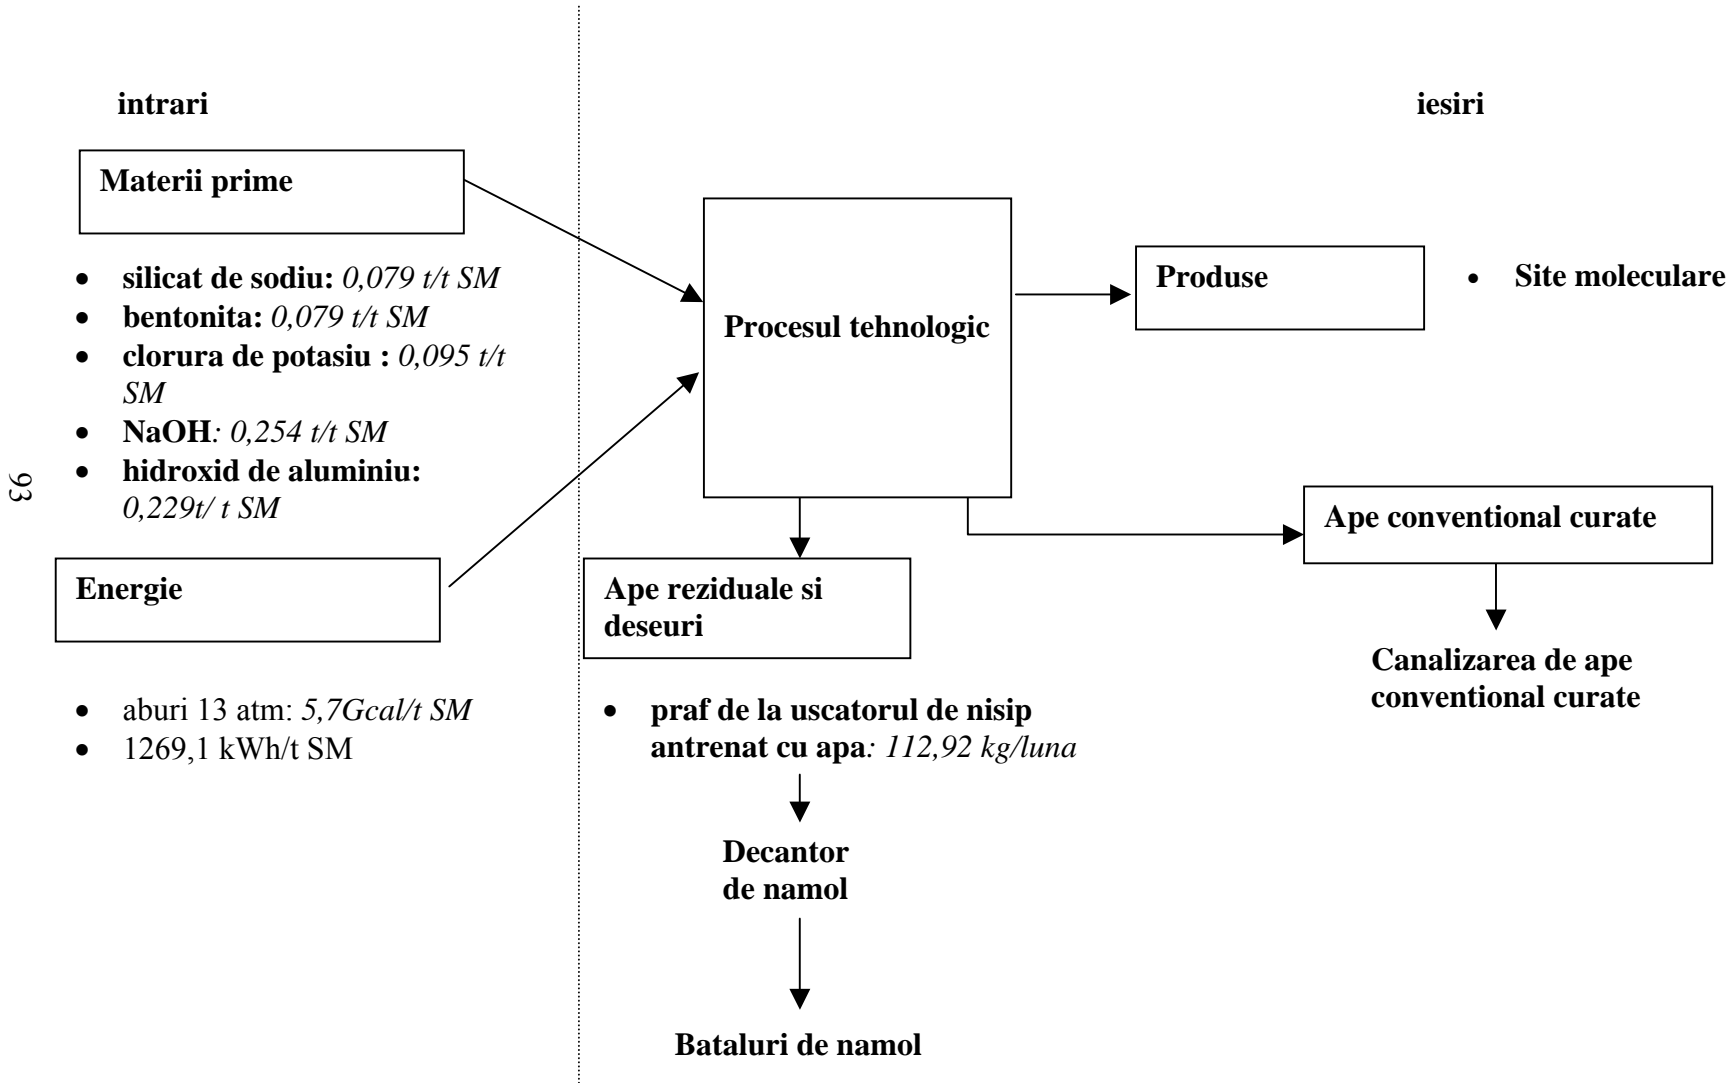 intrari
iesiri
Materii prime
• silicat de sodiu: 0,079 t/t SM
• bentonita: 0,079 t/t SM
• clorura de potasiu : 0,095 t/t
SM
• NaOH: 0,254 t/t SM
• hidroxid de aluminiu:
0,229t/ t SM
93
Energie
• aburi 13 atm: 5,7Gcal/t SM
• 1269,1 kWh/t SM
Procesul tehnologic
Produse
• Site moleculare
Ape conventional curate
Canalizarea de ape
conventional curate
Ape reziduale si
deseuri
• praf de la uscatorul de nisip
antrenat cu apa: 112,92 kg/luna
Decantor
de namol
Bataluri de namol